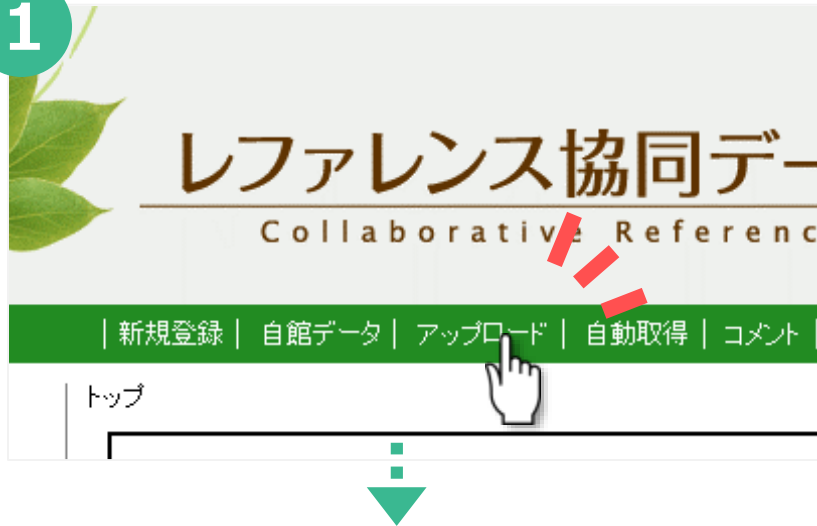 1
レファレンス協同デー
Collaborative Referenc
|新規登録| 自館データ| アップロード| 自動取得| コメント|
トップ